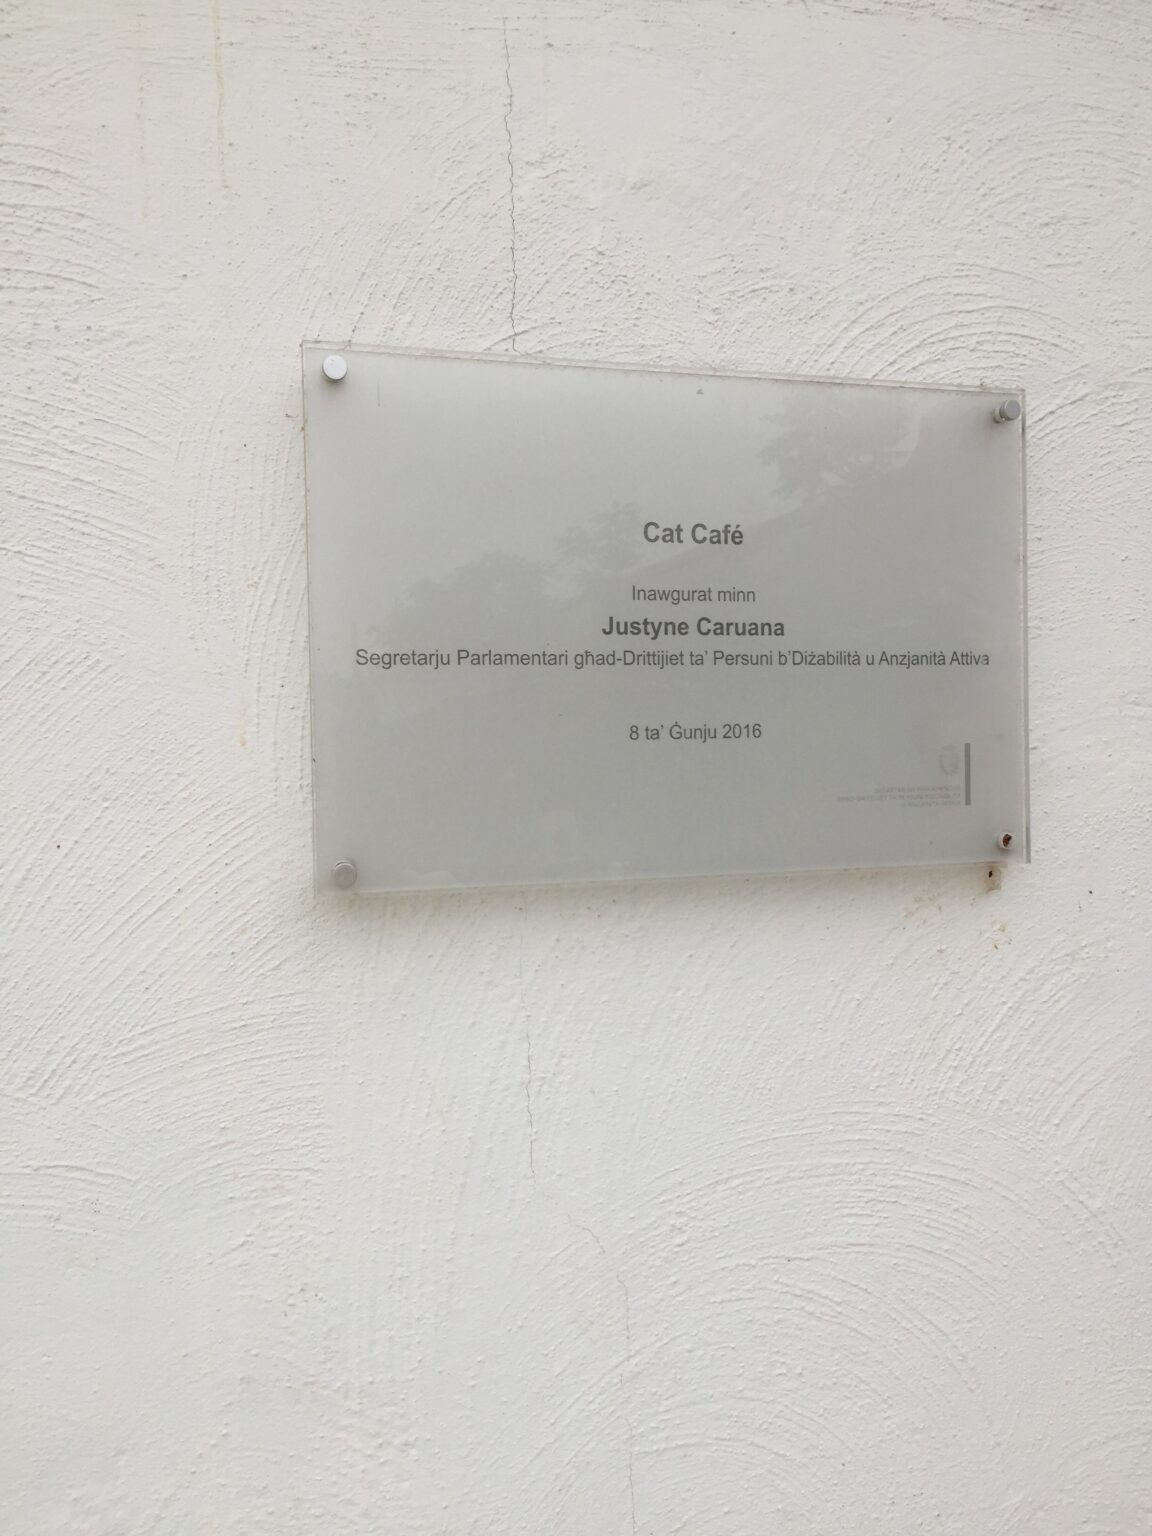 Cat Café
Inawgurat minn
Justyne Caruana
Segretarju Parlamentari għad-Drittijiet ta’ Persuni b’Diżabilità u Anzjanità Attiva
8 ta’ Ġunju 2016